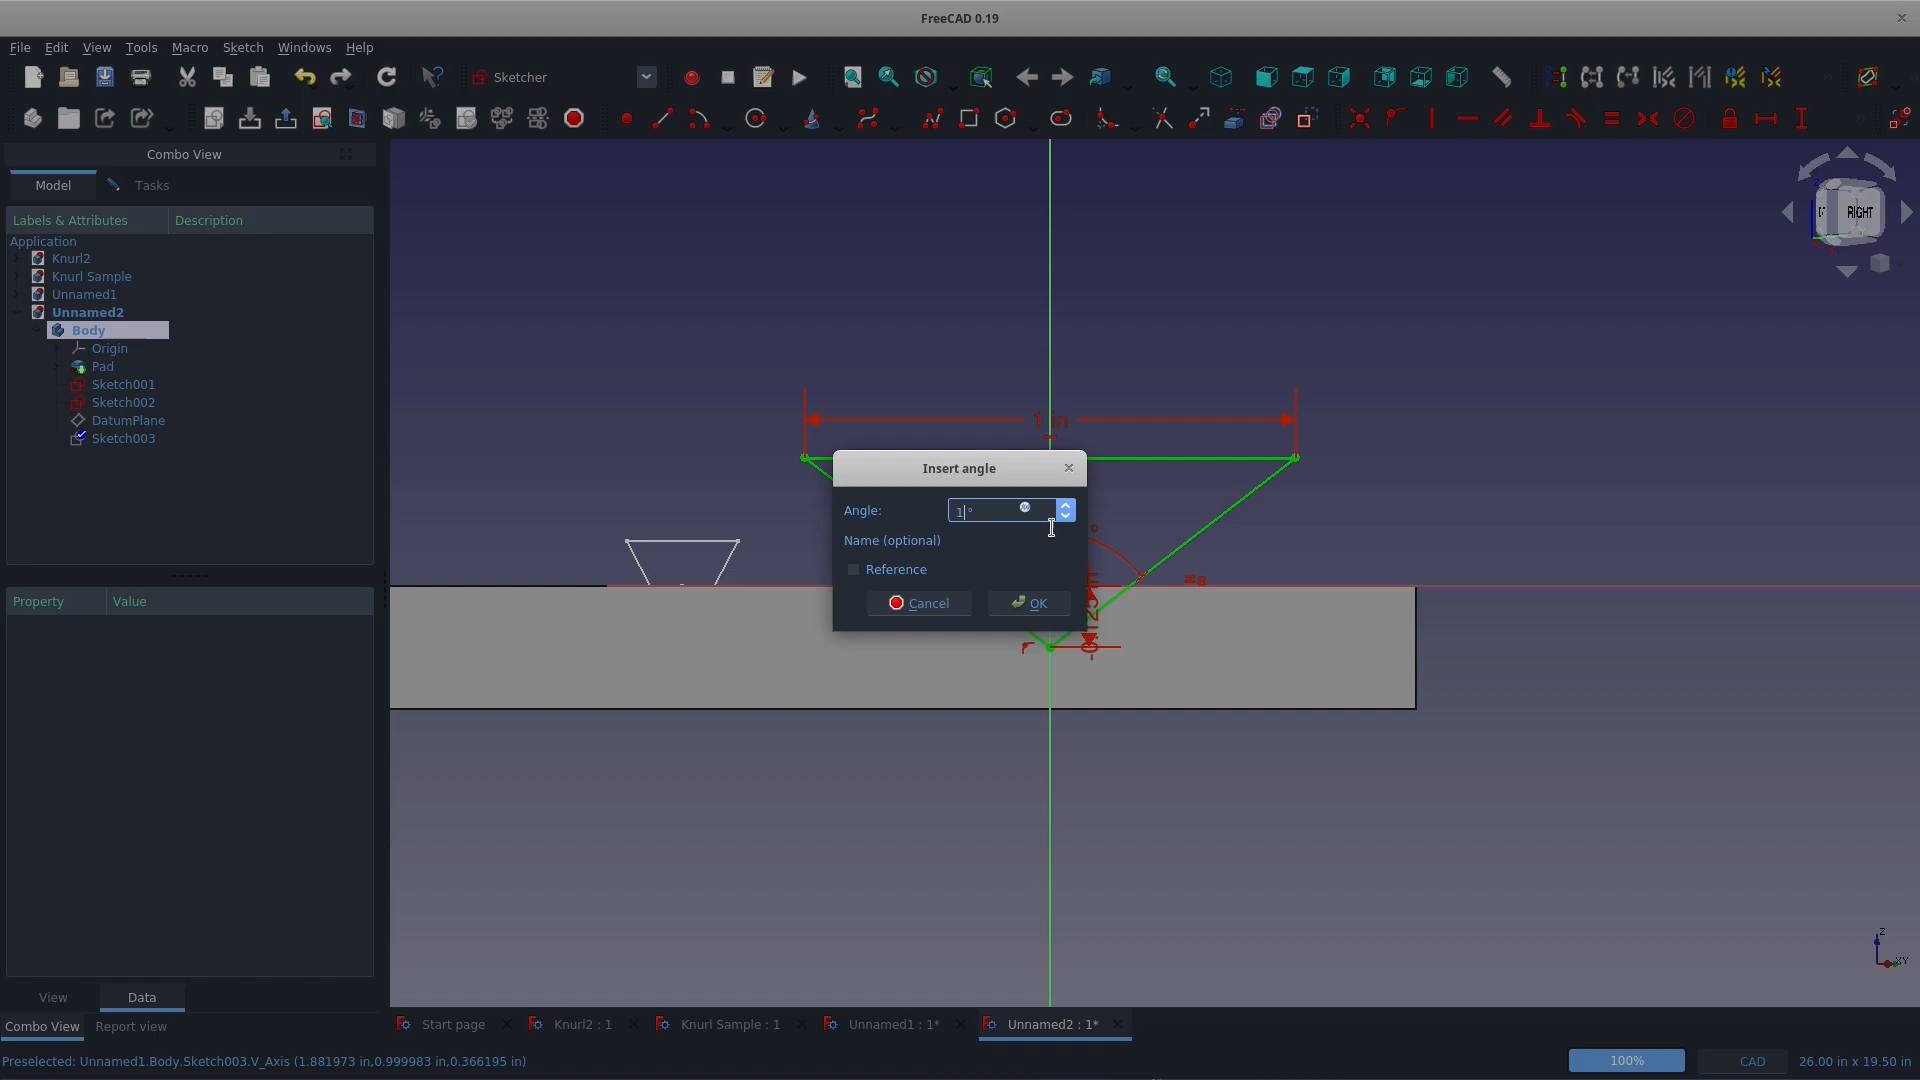 FreeCAD 0.19
File Edit View Tools Macro Sketch Windows Help
Sketcher
Combo View
Model Tasks
Labels & Attributes Description
Application
Knurl2
Knurl Sample
Unnamed1
Unnamed2
Body
Origin
Pad
Sketch001
Sketch002
DatumPlane
Sketch003
Property Value
View Data
Combo View Report view
1 in
Insert angle
Angle: 1 °
Name (optional)
Reference
Cancel OK
RIGHT
Z
XY
Start page Knurl2 : 1 Knurl Sample : 1 Unnamed1 : 1* Unnamed2 : 1*
Preselected: Unnamed1.Body.Sketch003.V_Axis (1.881973 in,0.999983 in,0.366195 in)
100% CAD 26.00 in x 19.50 in